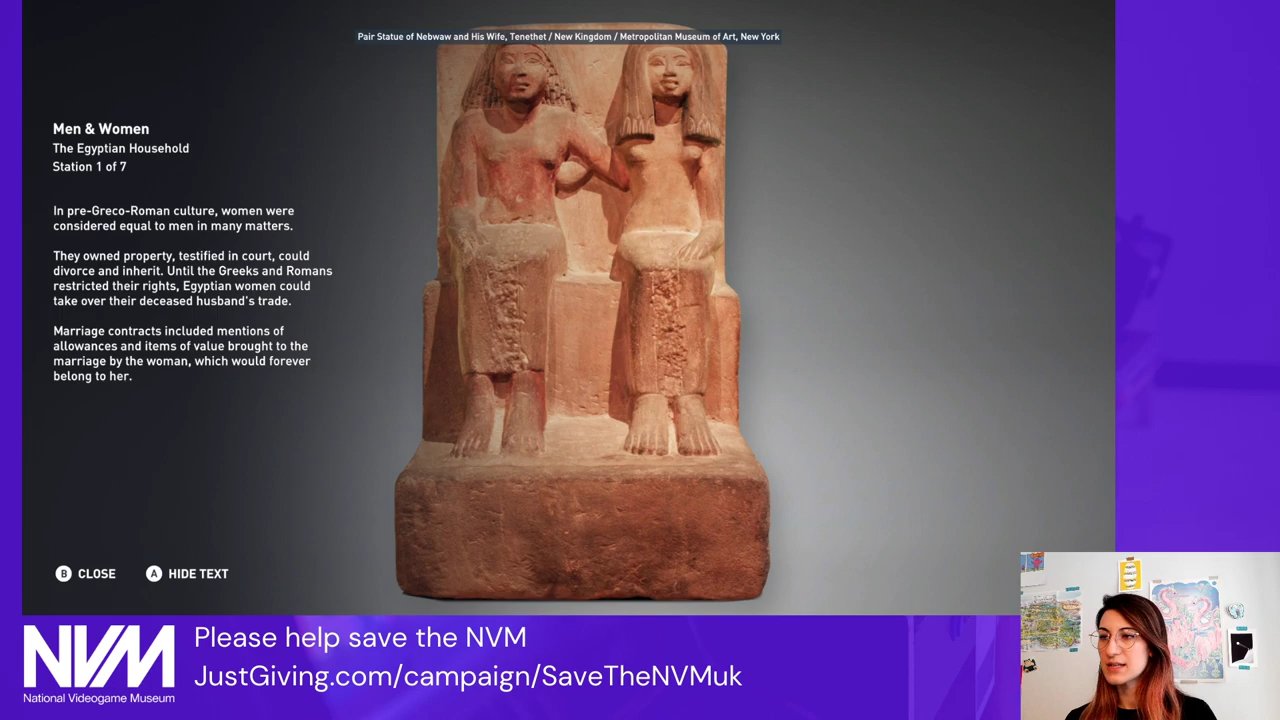 Pair Statue of Nebwaw and His Wife, Tenethet / New Kingdom / Metropolitan Museum of Art, New York
Men & Women
The Egyptian Household
Station 1 of 7
In pre-Greco-Roman culture, women were
considered equal to men in many matters.
They owned property, testified in court, could
divorce and inherit. Until the Greeks and Romans
restricted their rights, Egyptian women could
take over their deceased husband's trade.
Marriage contracts included mentions of
allowances and items of value brought to the
marriage by the woman, which would forever
belong to her.
B CLOSE A HIDE TEXT
NVM
National Videogame Museum
Please help save the NVM
JustGiving.com/campaign/SaveTheNVMuk